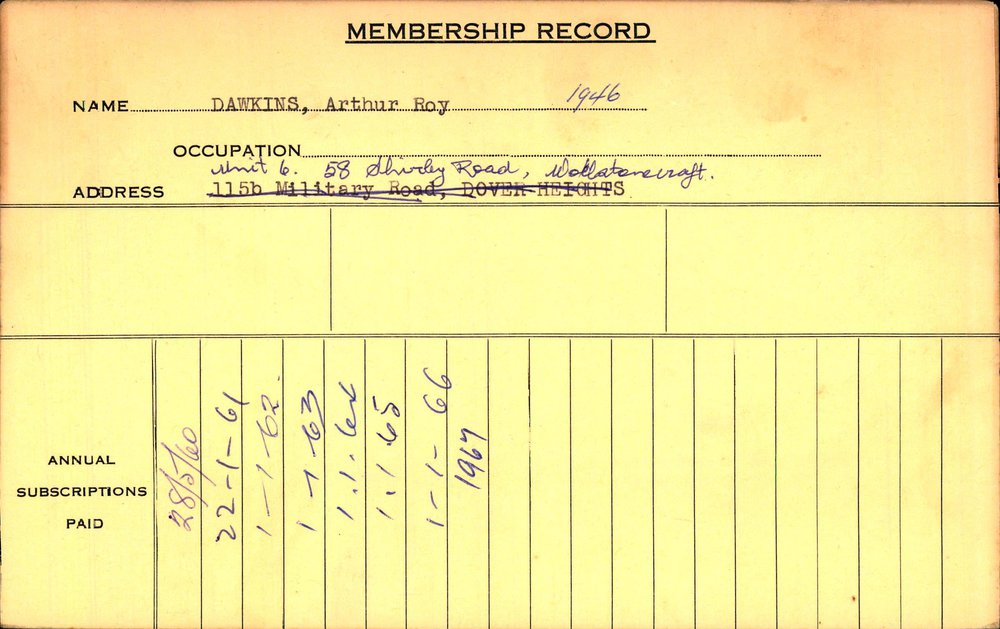 MEMBERSHIP RECORD
NAME DAWKINS, Arthur Roy 1946
OCCUPATION
Unit 6. 58 Shirley Road, Wollstonecraft.
ADDRESS 115b Military Road, DOVER HEIGHTS
ANNUAL
SUBSCRIPTIONS
PAID
28/5/60
22-1-61
1-1-62.
1-1-63
1.1.64
1.1.65
1-1-66
1967